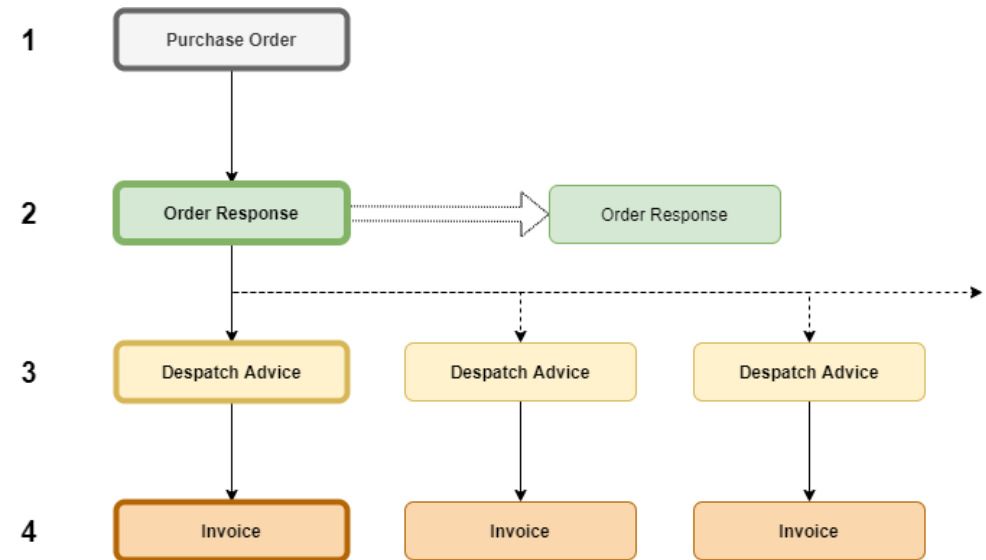 1
Purchase Order
2
Order Response
Order Response
3
Despatch Advice
Despatch Advice
Despatch Advice
4
Invoice
Invoice
Invoice